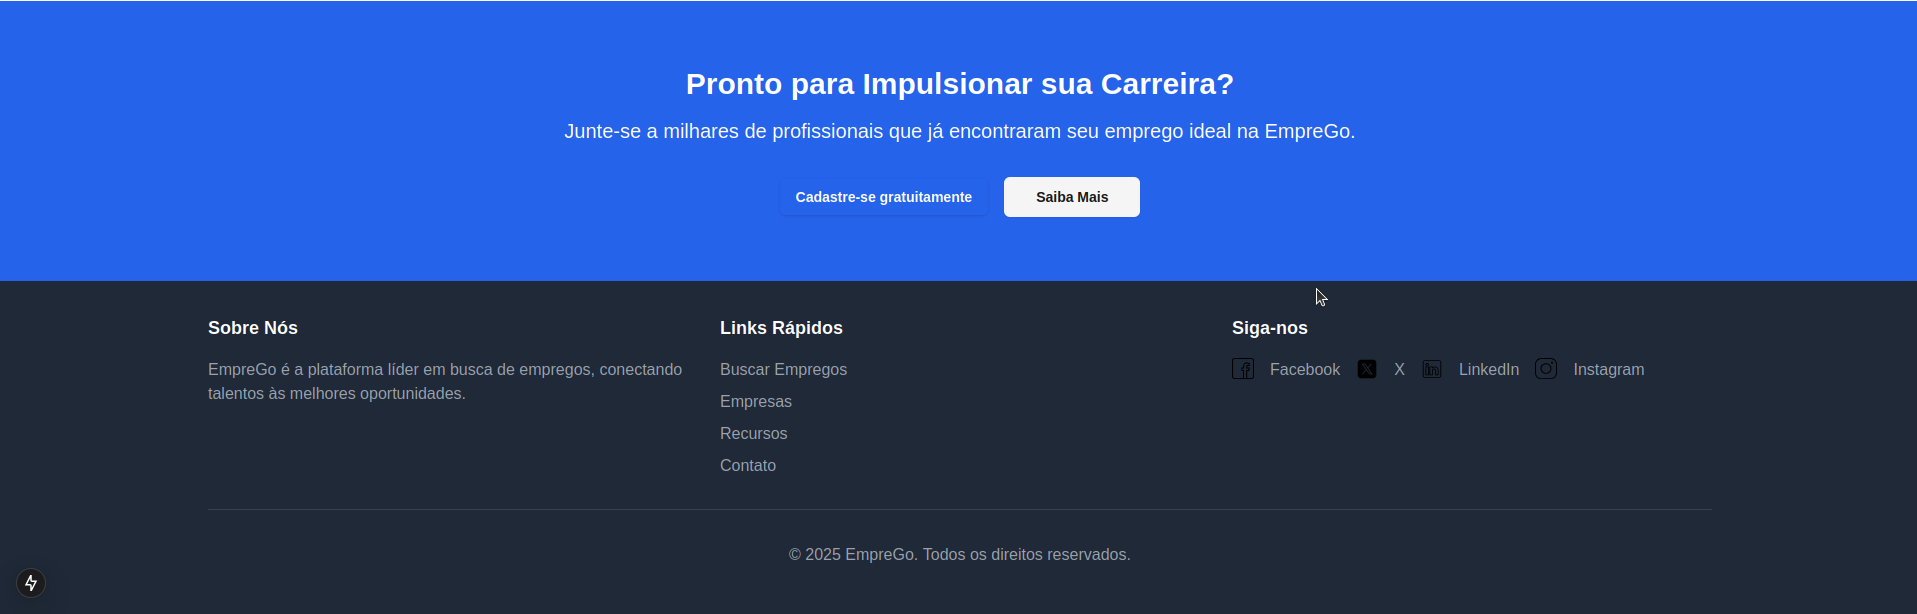 Pronto para Impulsionar sua Carreira?
Junte-se a milhares de profissionais que já encontraram seu emprego ideal na EmpreGo.
Cadastre-se gratuitamente
Saiba Mais
Sobre Nós
EmpreGo é a plataforma líder em busca de empregos, conectando
talentos às melhores oportunidades.
Links Rápidos
Buscar Empregos
Empresas
Recursos
Contato
Siga-nos
Facebook X LinkedIn Instagram
© 2025 EmpreGo. Todos os direitos reservados.